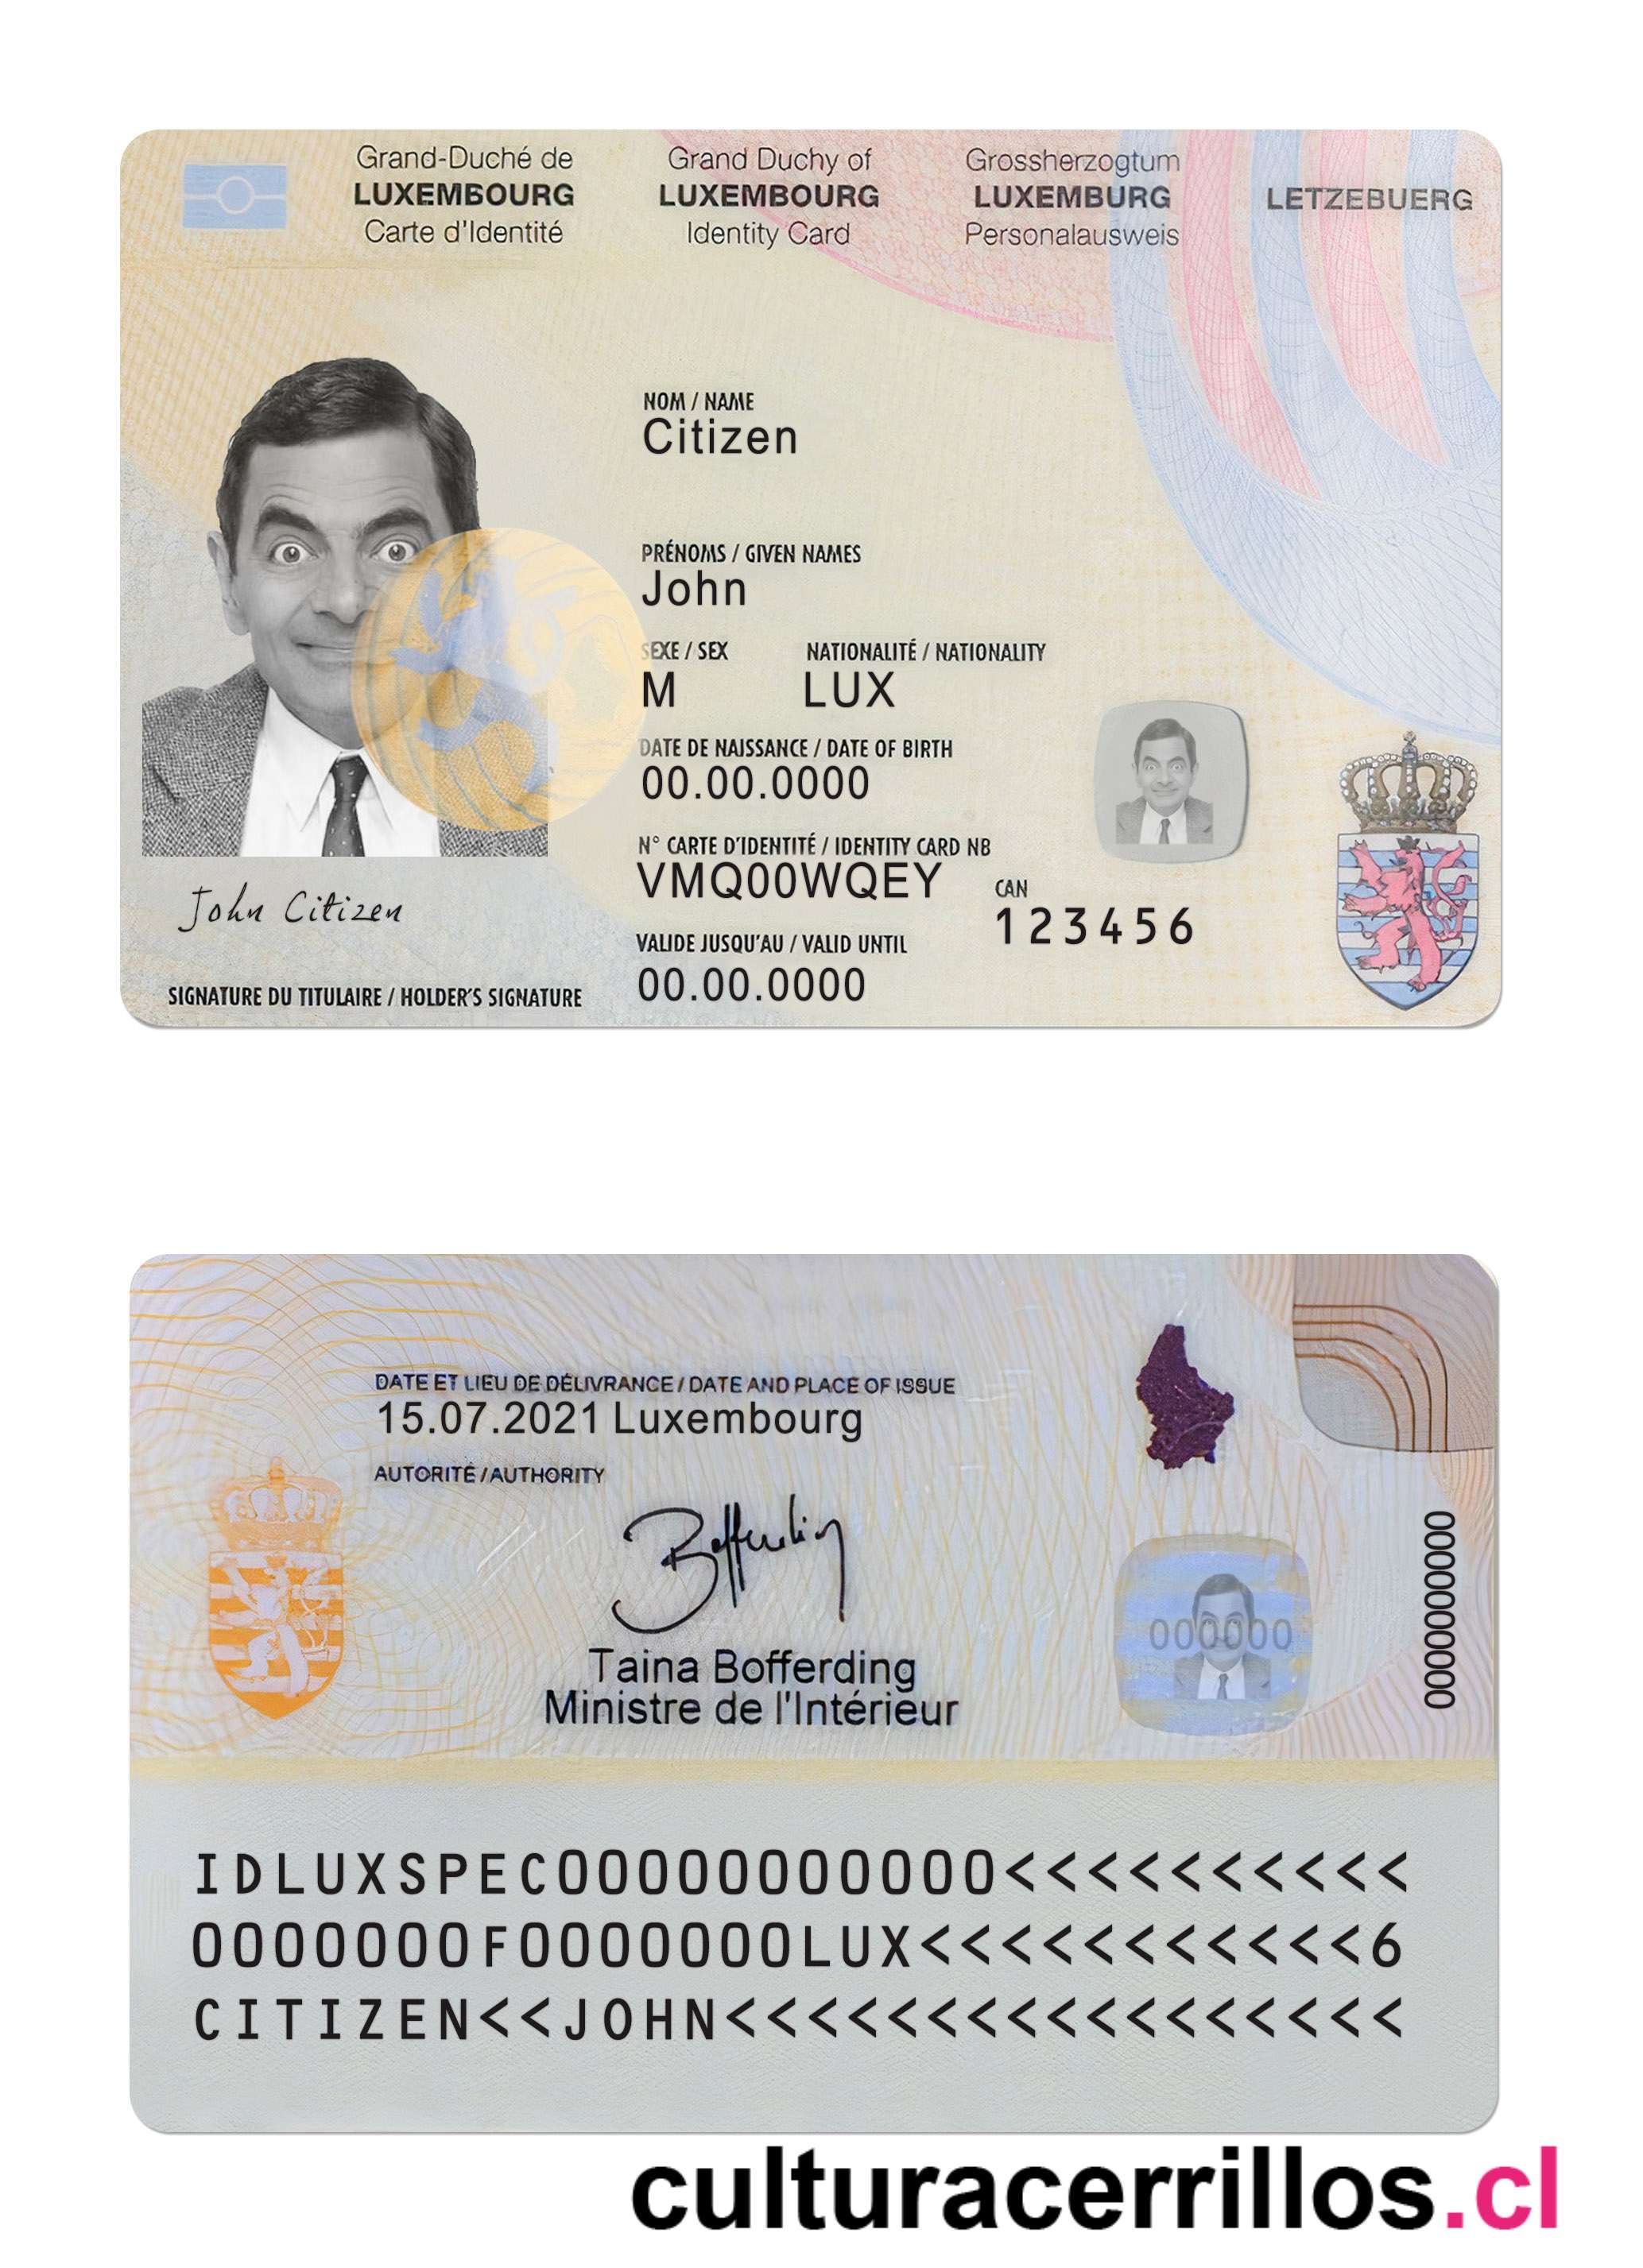 Grand-Duché de
LUXEMBOURG
Carte d'Identité
Grand Duchy of
LUXEMBOURG
Identity Card
Grossherzogtum
LUXEMBURG
Personalausweis
LETZEBUERG
NOM / NAME
Citizen
PRÉNOMS / GIVEN NAMES
John
SEXE / SEX NATIONALITÉ / NATIONALITY
M LUX
DATE DE NAISSANCE / DATE OF BIRTH
00.00.0000
N° CARTE D'IDENTITÉ / IDENTITY CARD NB
VMQ00WQEY
CAN
123456
VALIDE JUSQU'AU / VALID UNTIL
00.00.0000
John Citizen
SIGNATURE DU TITULAIRE / HOLDER'S SIGNATURE
DATE ET LIEU DE DÉLIVRANCE / DATE AND PLACE OF ISSUE
15.07.2021 Luxembourg
AUTORITÉ / AUTHORITY
Bofferding
Taina Bofferding
Ministre de l'Intérieur
000000
0000000000
IDLUXSPEC00000000000<<<<<<<<<<
0000000F0000000LUX<<<<<<<<<<<6
CITIZEN<<JOHN<<<<<<<<<<<<<<<<<
culturacerrillos.cl